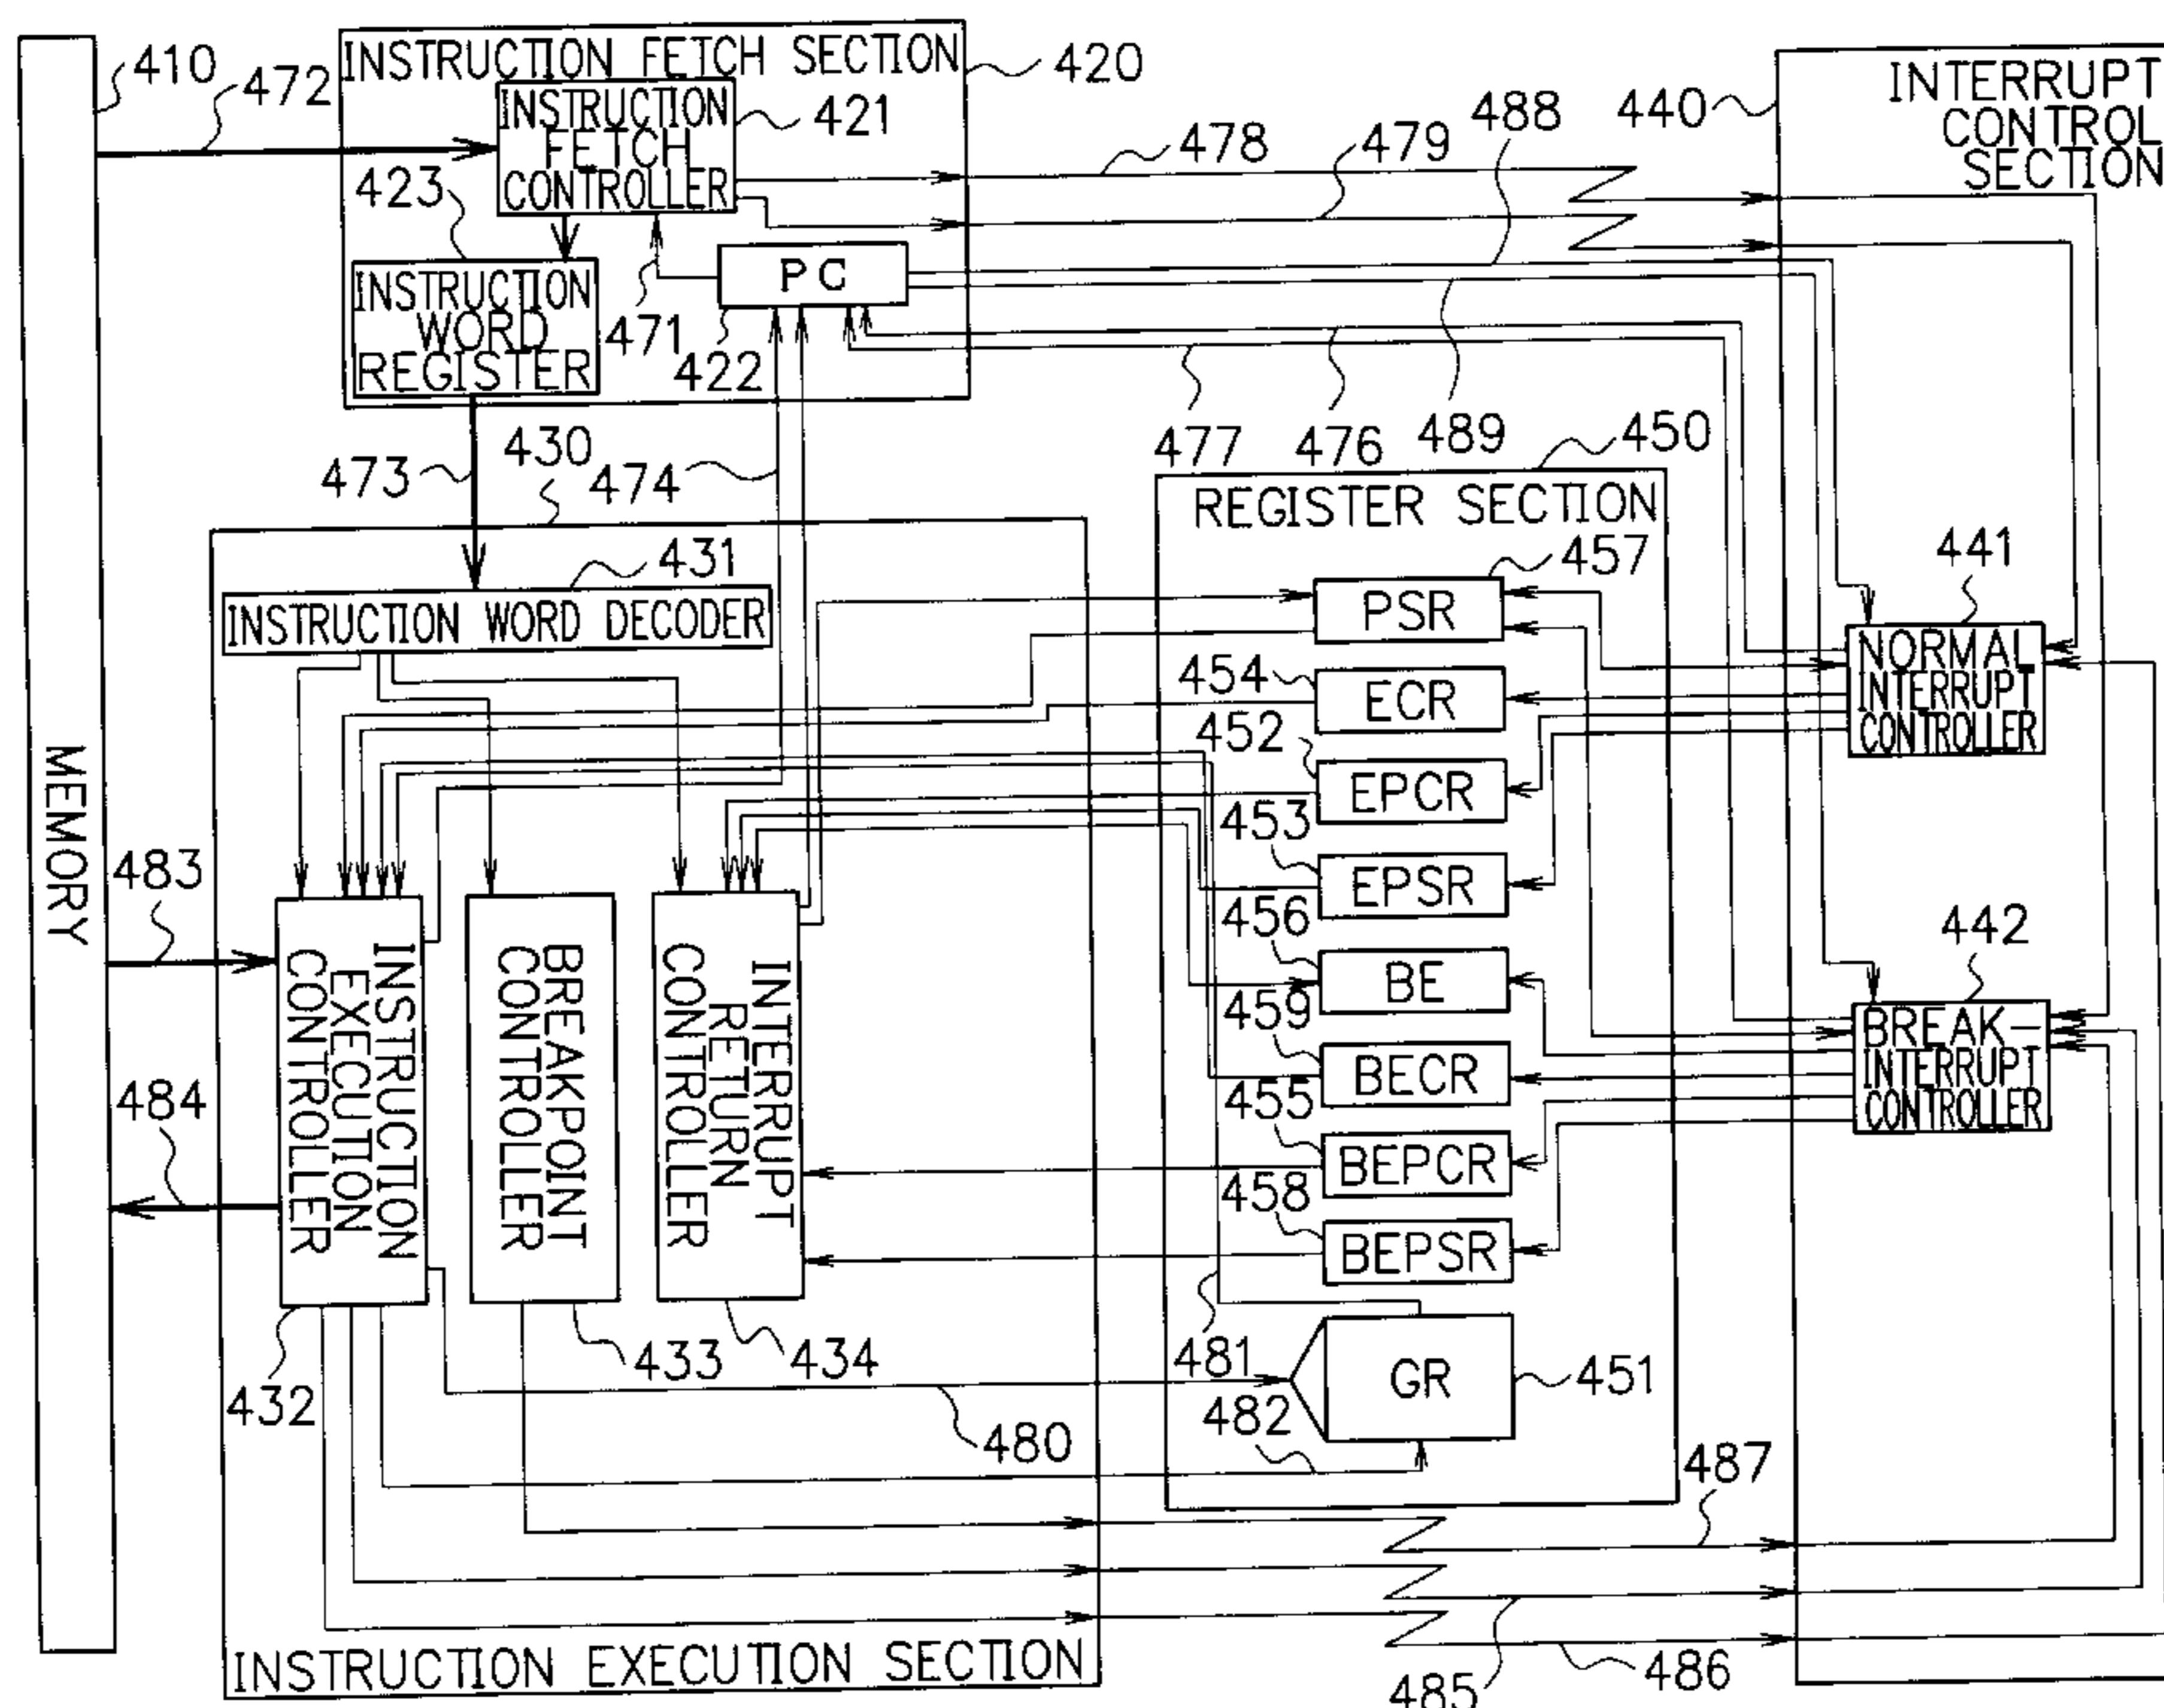 410
472
INSTRUCTION FETCH SECTION
420
INSTRUCTION
FETCH
CONTROLLER
421
423
INSTRUCTION
WORD
REGISTER
PC
471
422
478
479
488
440
INTERRUPT
CONTROL
SECTION
477
476
489
450
473
430
474
REGISTER SECTION
431
INSTRUCTION WORD DECODER
457
PSR
454
ECR
452
EPCR
453
EPSR
456
BE
459
BECR
455
BEPCR
458
BEPSR
441
NORMAL
INTERRUPT
CONTROLLER
442
BREAK-
INTERRUPT
CONTROLLER
MEMORY
483
484
INSTRUCTION
EXECUTION
CONTROLLER
BREAKPOINT
CONTROLLER
INTERRUPT
RETURN
CONTROLLER
432
433
434
481
GR
451
480
482
487
INSTRUCTION EXECUTION SECTION
485
486